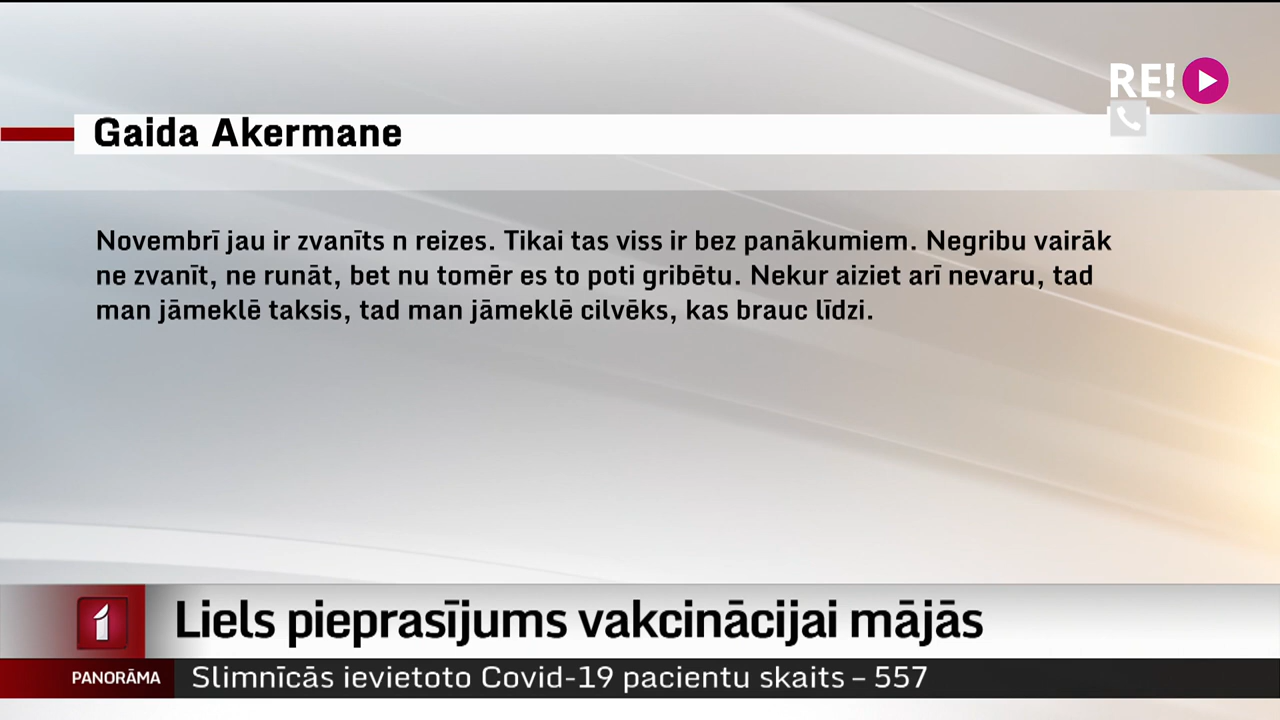 RE!
Gaida Akermane
Novembrī jau ir zvanīts n reizes. Tikai tas viss ir bez panākumiem. Negribu vairāk
ne zvanīt, ne runāt, bet nu tomēr es to poti gribētu. Nekur aiziet arī nevaru, tad
man jāmeklē taksis, tad man jāmeklē cilvēks, kas brauc līdzi.
1
Liels pieprasījums vakcinācijai mājās
PANORĀMA
Slimnīcās ievietoto Covid-19 pacientu skaits – 557